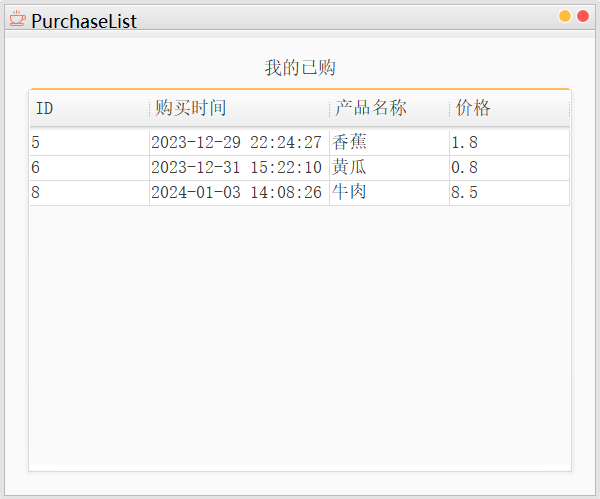 PurchaseList
我的已购
ID 购买时间 产品名称 价格
5 2023-12-29 22:24:27 香蕉 1.8
6 2023-12-31 15:22:10 黄瓜 0.8
8 2024-01-03 14:08:26 牛肉 8.5